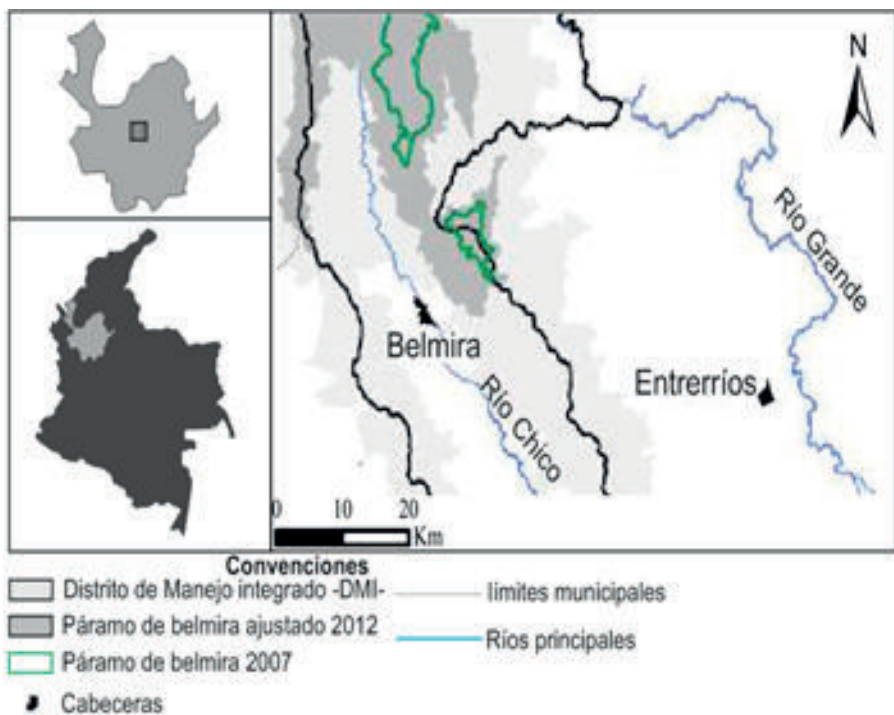 N
Río Grande
Belmira
Entrerríos
Río Chico
0 10 20
Km
Convenciones
Distrito de Manejo integrado -DMI-
límites municipales
Páramo de belmira ajustado 2012
Ríos principales
Páramo de belmira 2007
Cabeceras